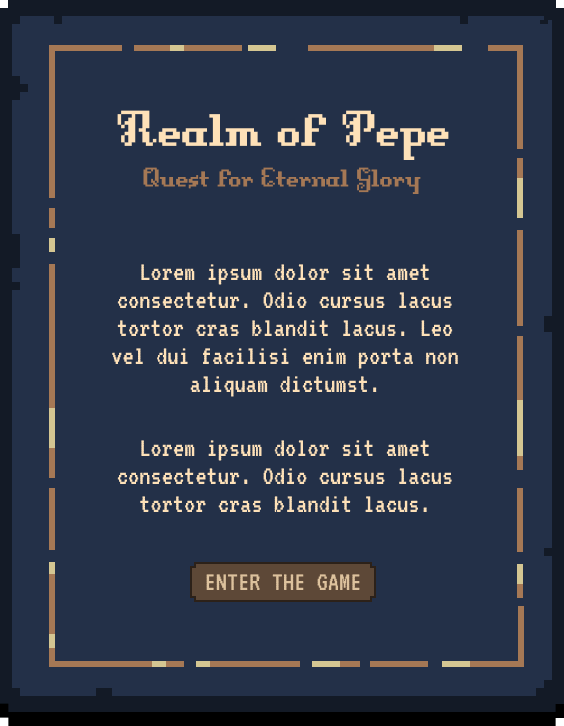 Realm of Pepe
Quest for Eternal Glory
Lorem ipsum dolor sit amet
consectetur. Odio cursus lacus
tortor cras blandit lacus. Leo
vel dui facilisi enim porta non
aliquam dictumst.
Lorem ipsum dolor sit amet
consectetur. Odio cursus lacus
tortor cras blandit lacus.
ENTER THE GAME